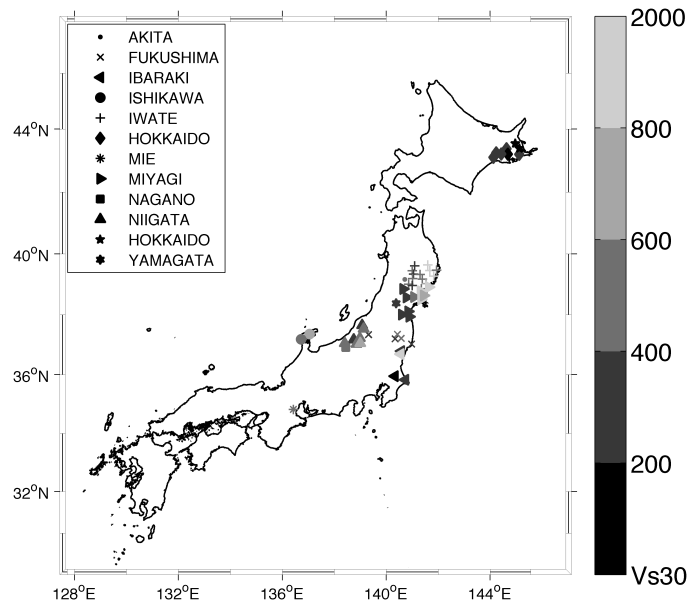 AKITA
FUKUSHIMA
IBARAKI
ISHIKAWA
IWATE
HOKKAIDO
MIE
MIYAGI
NAGANO
NIIGATA
HOKKAIDO
YAMAGATA
44°N
40°N
36°N
32°N
128°E 132°E 136°E 140°E 144°E
2000
800
600
400
200
Vs30